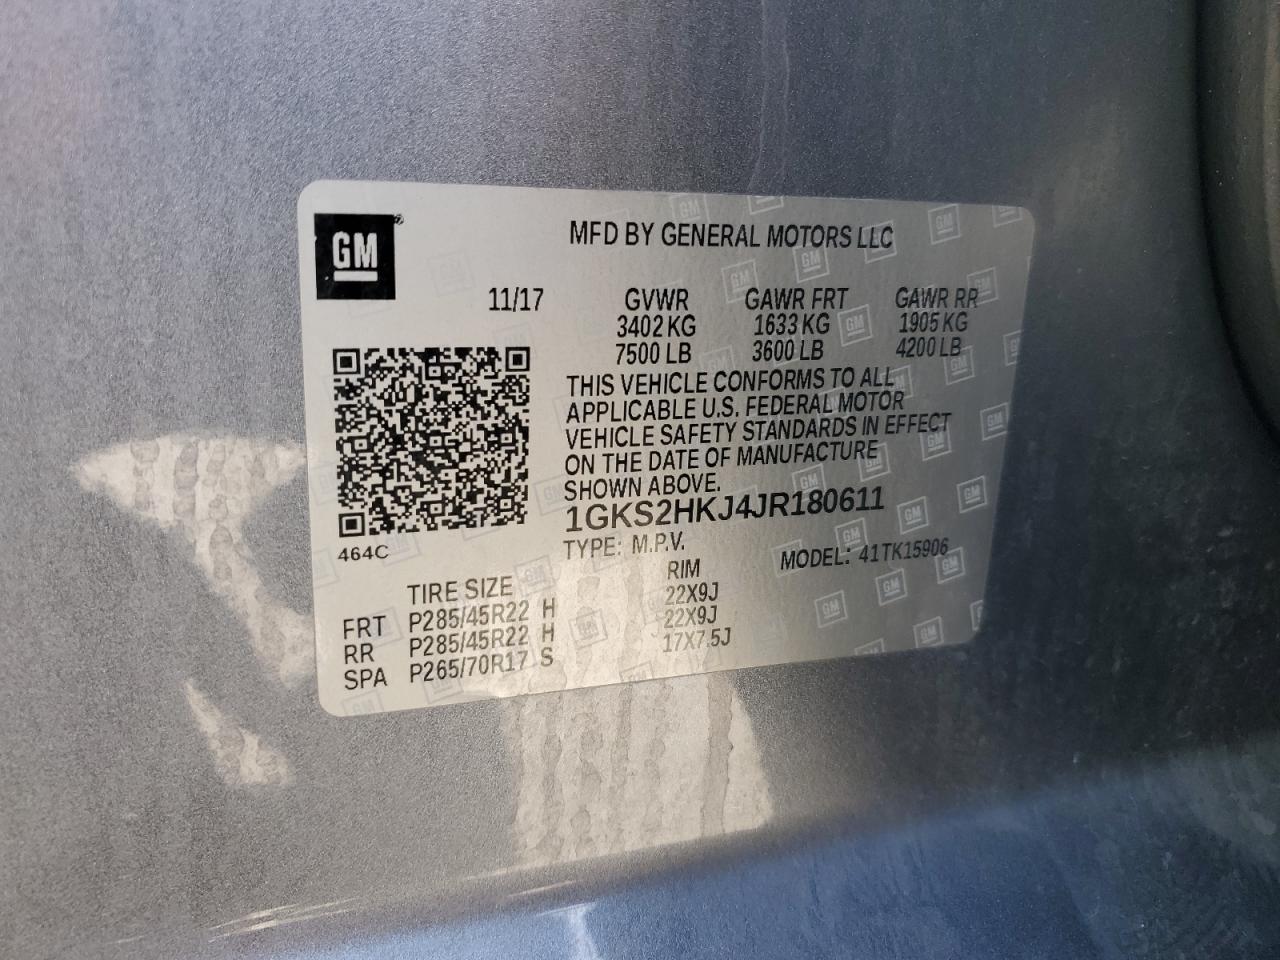 GM®
MFD BY GENERAL MOTORS LLC
11/17 GVWR GAWR FRT GAWR RR
3402 KG 1633 KG 1905 KG
7500 LB 3600 LB 4200 LB
THIS VEHICLE CONFORMS TO ALL
APPLICABLE U.S. FEDERAL MOTOR
VEHICLE SAFETY STANDARDS IN EFFECT
ON THE DATE OF MANUFACTURE
SHOWN ABOVE.
1GKS2HKJ4JR180611
464C
TYPE: M.P.V. MODEL: 41TK15906
TIRE SIZE RIM
FRT P285/45R22 H 22X9J
RR P285/45R22 H 22X9J
SPA P265/70R17 S 17X7.5J